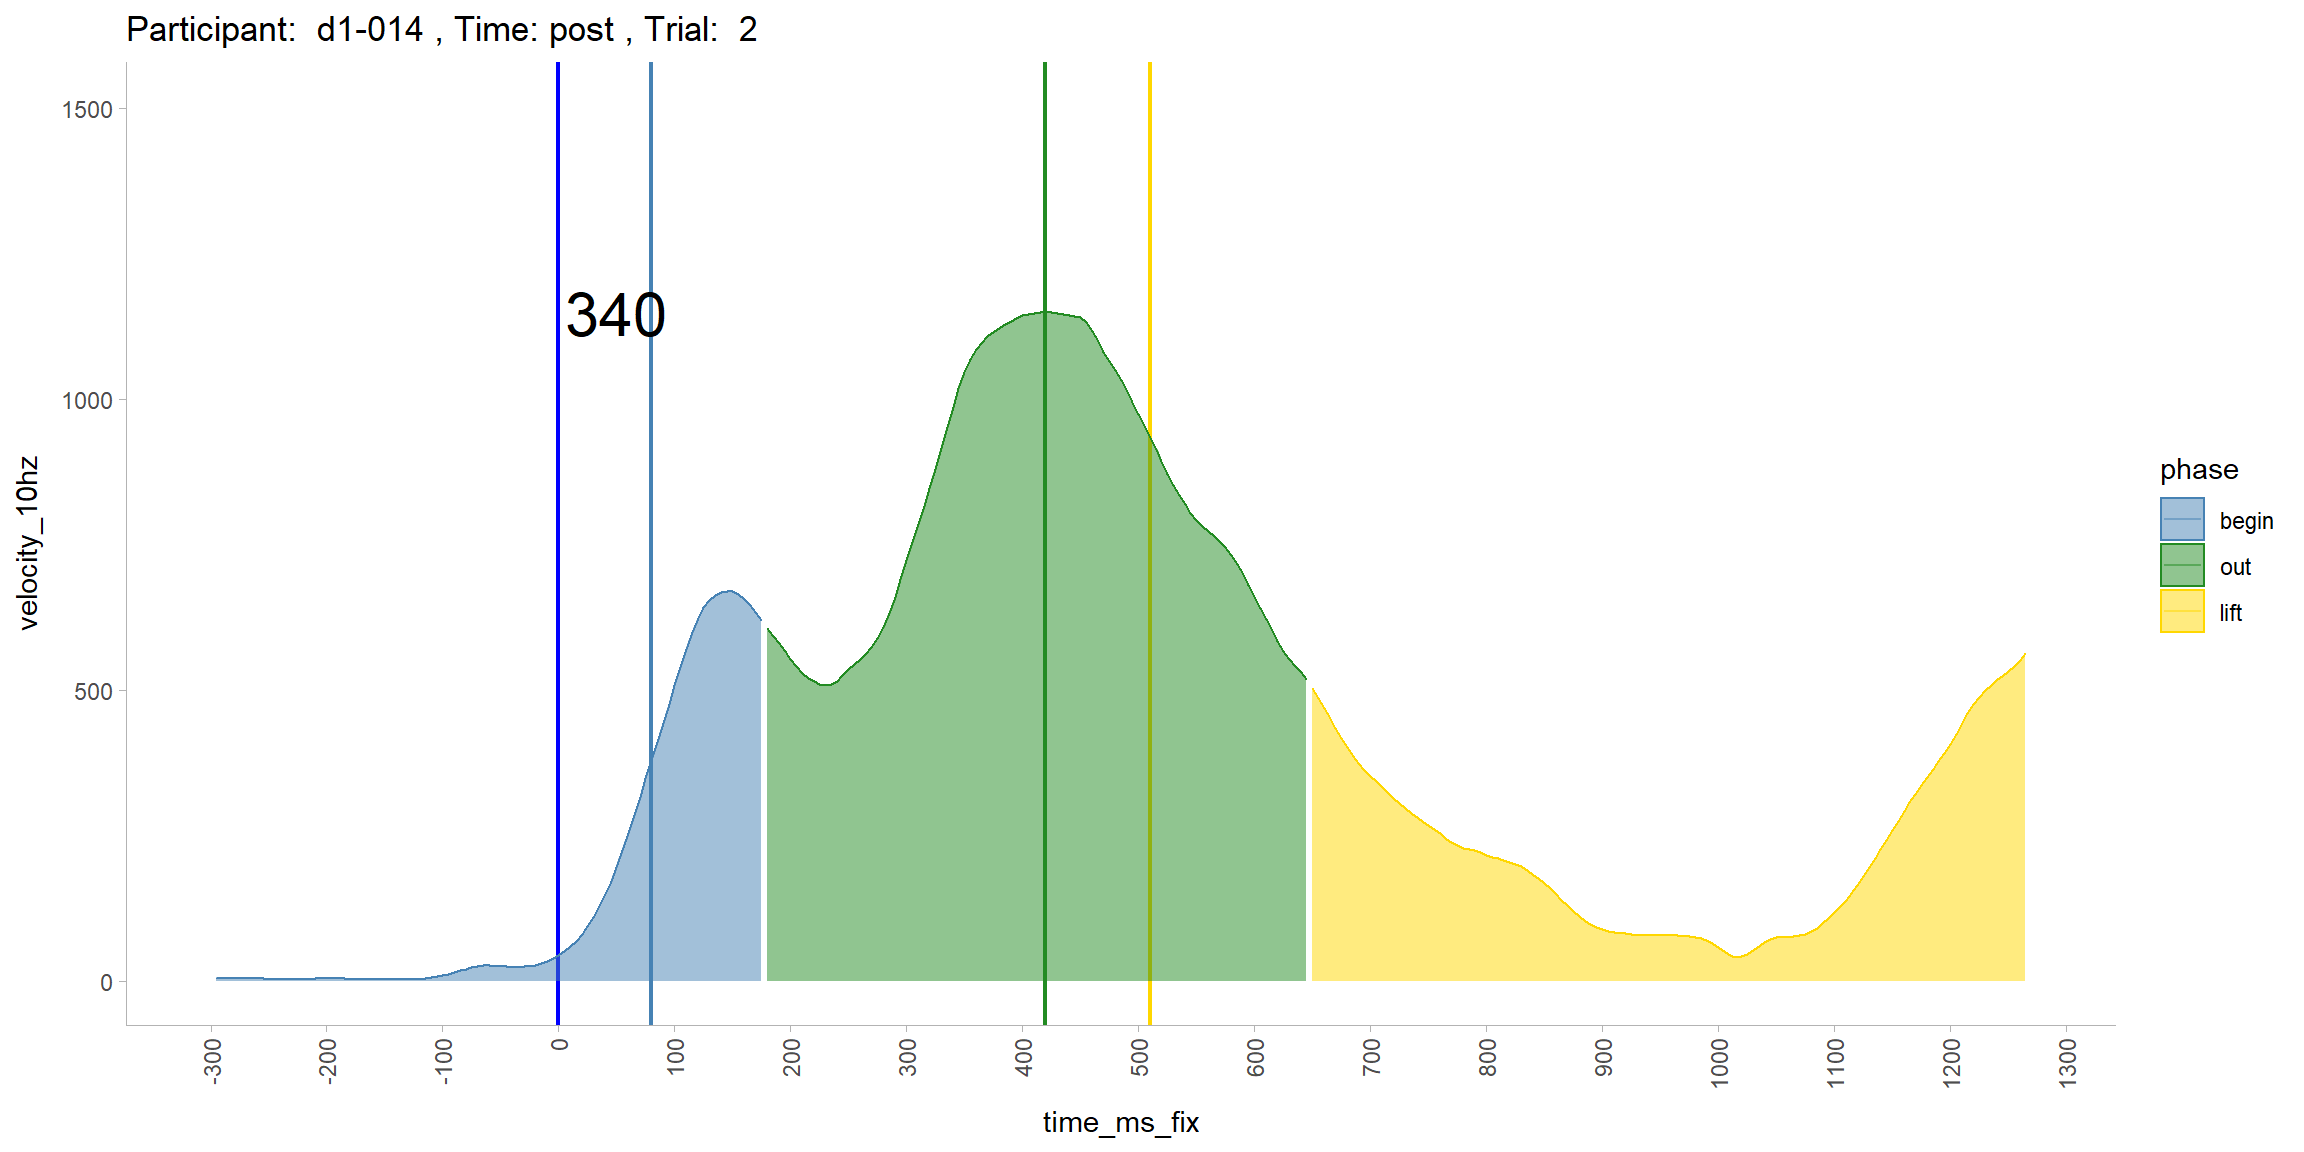 Participant:  d1-014 , Time: post , Trial:  2
1500
1000
500
0
velocity_10hz
340
-300 -200 -100 0 100 200 300 400 500 600 700 800 900 1000 1100 1200 1300
time_ms_fix
phase
begin
out
lift